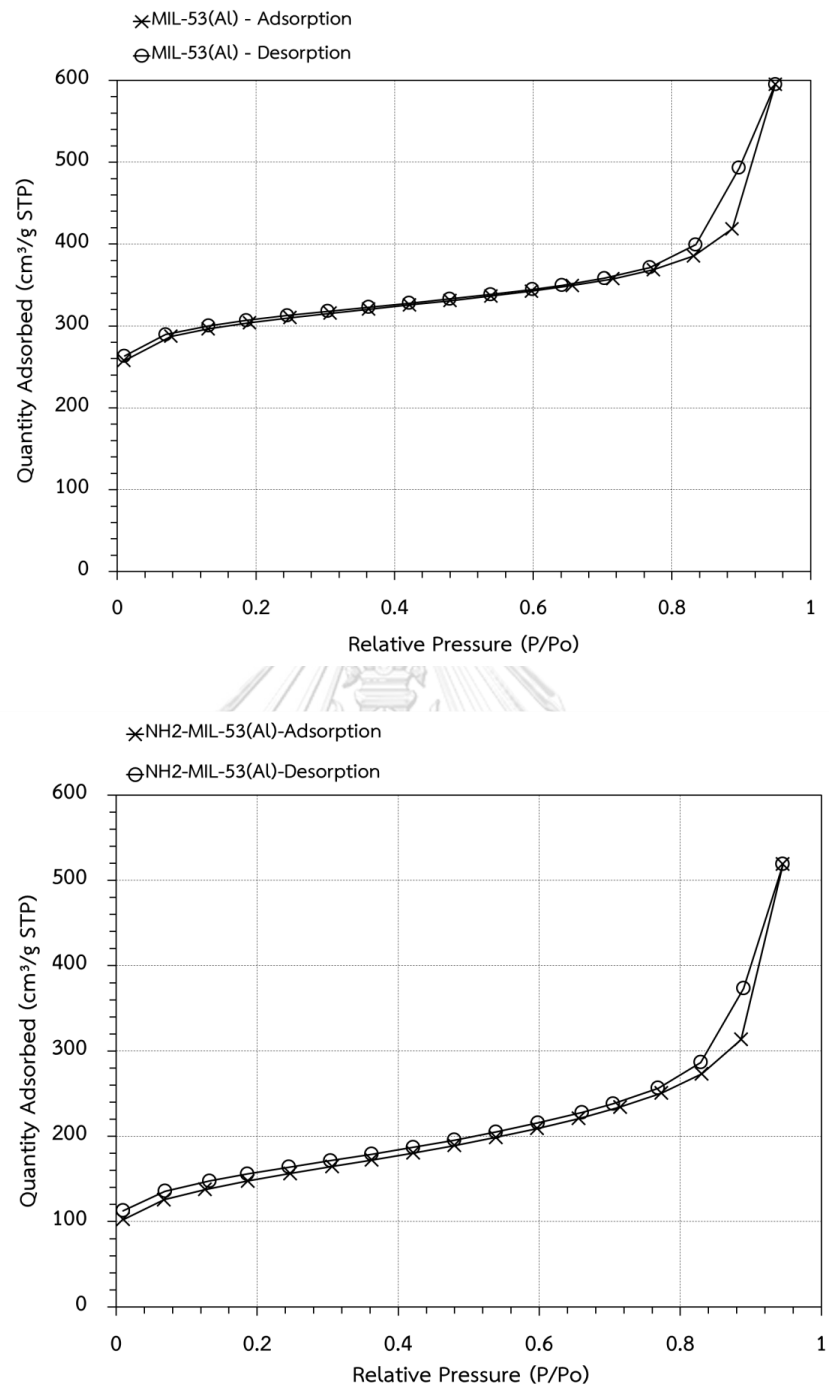 MIL-53(Al) - Adsorption
MIL-53(Al) - Desorption
600
500
400
300
200
100
0
Quantity Adsorbed (cm³/g STP)
0 0.2 0.4 0.6 0.8 1
Relative Pressure (P/Po)
NH2-MIL-53(Al)-Adsorption
NH2-MIL-53(Al)-Desorption
600
500
400
300
200
100
0
Quantity Adsorbed (cm³/g STP)
0 0.2 0.4 0.6 0.8 1
Relative Pressure (P/Po)